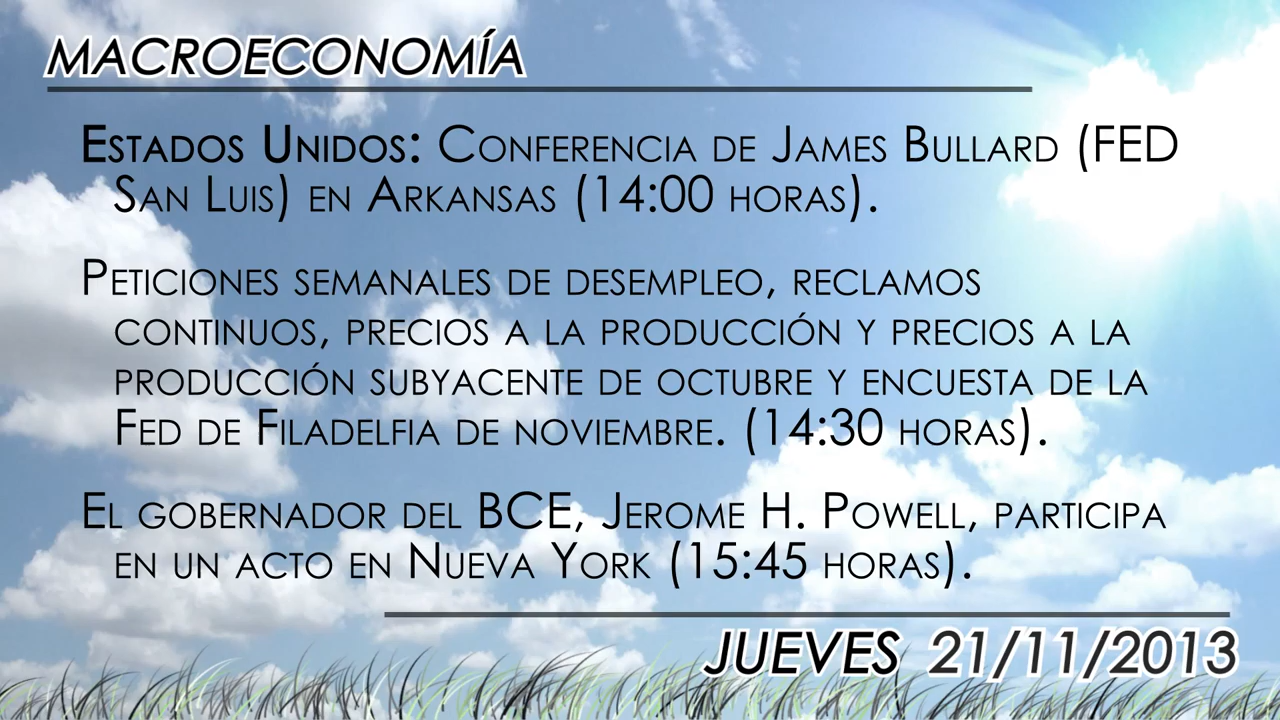 MACROECONOMÍA
Estados Unidos: Conferencia de James Bullard (FED
San Luis) en Arkansas (14:00 horas).
Peticiones semanales de desempleo, reclamos
continuos, precios a la producción y precios a la
producción subyacente de octubre y encuesta de la
Fed de Filadelfia de noviembre. (14:30 horas).
El gobernador del BCE, Jerome H. Powell, participa
en un acto en Nueva York (15:45 horas).
JUEVES 21/11/2013